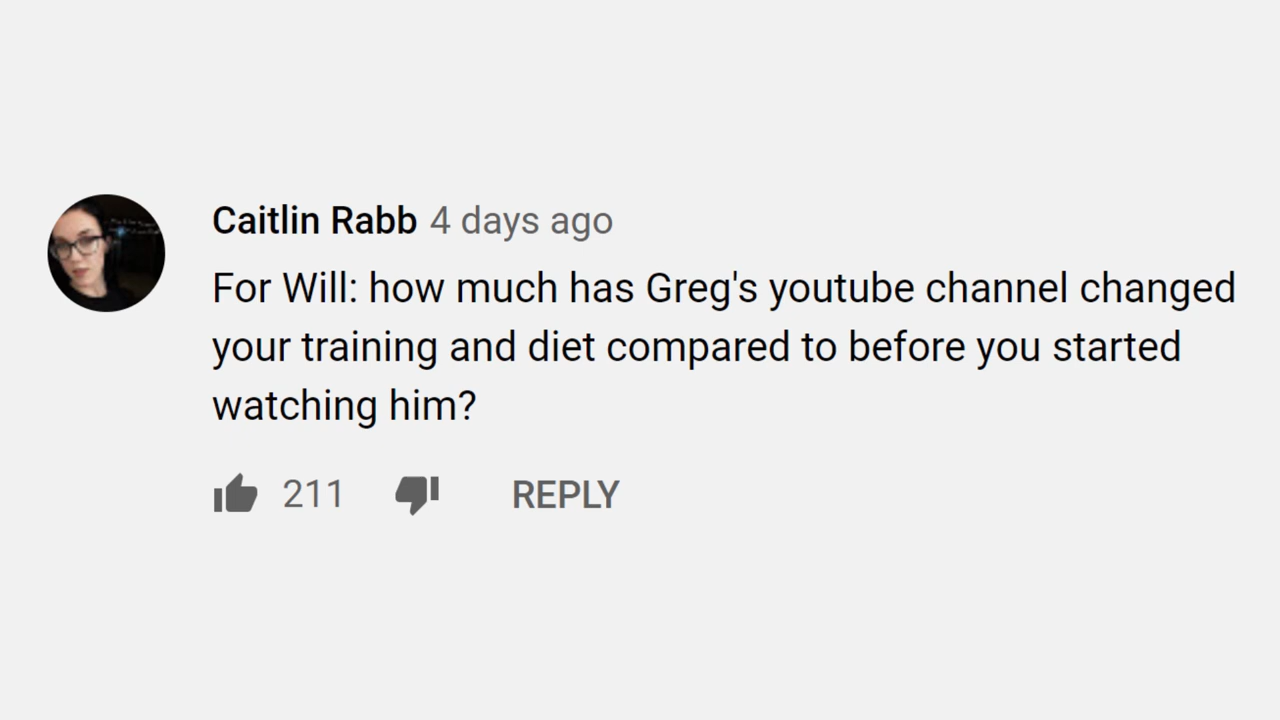 Caitlin Rabb 4 days ago
For Will: how much has Greg's youtube channel changed
your training and diet compared to before you started
watching him?
211 REPLY